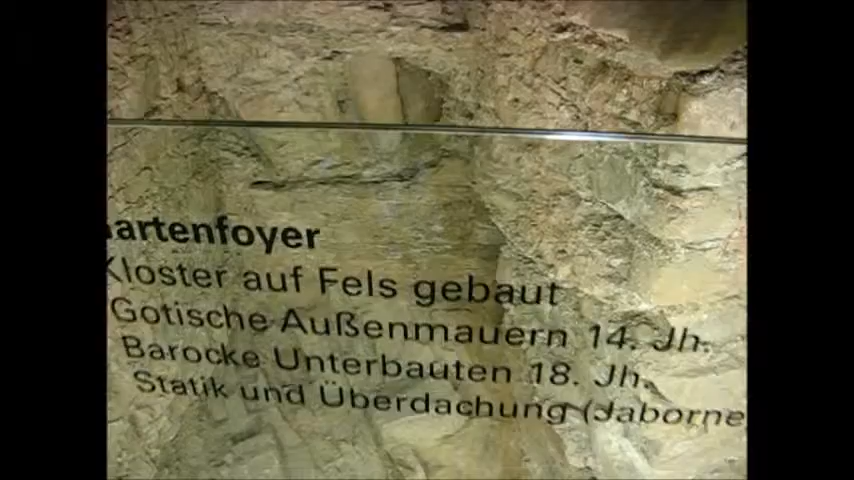 artenfoyer
Kloster auf Fels gebaut
Gotische Außenmauern 14. Jh.
Barocke Unterbauten 18. Jh.
Statik und Überdachung (Jaborne